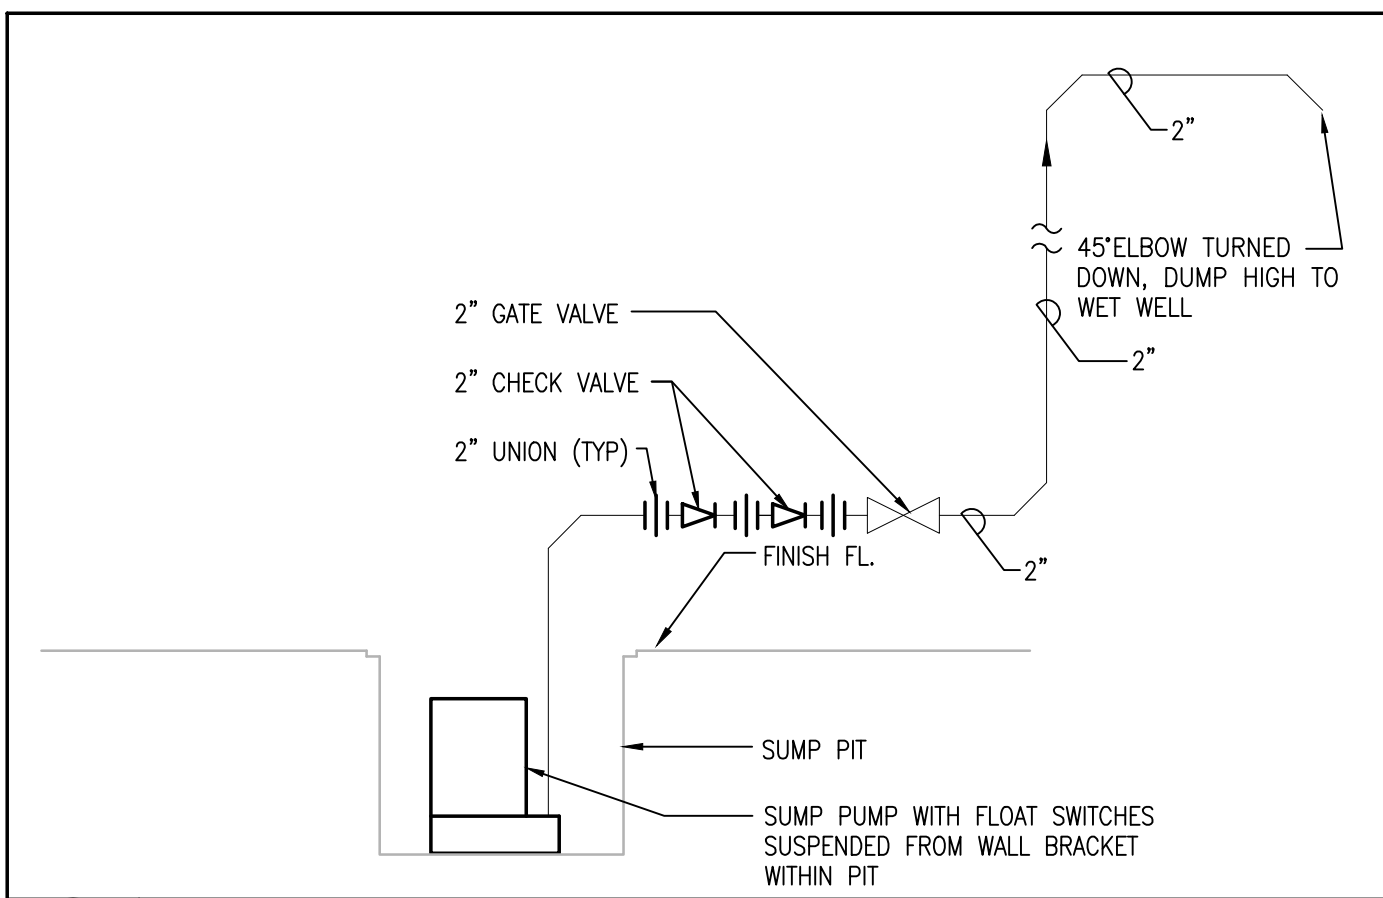 2”
45°ELBOW TURNED
DOWN, DUMP HIGH TO
WET WELL
2” GATE VALVE
2”
2” CHECK VALVE
2” UNION (TYP)
FINISH FL.
2”
SUMP PIT
SUMP PUMP WITH FLOAT SWITCHES
SUSPENDED FROM WALL BRACKET
WITHIN PIT